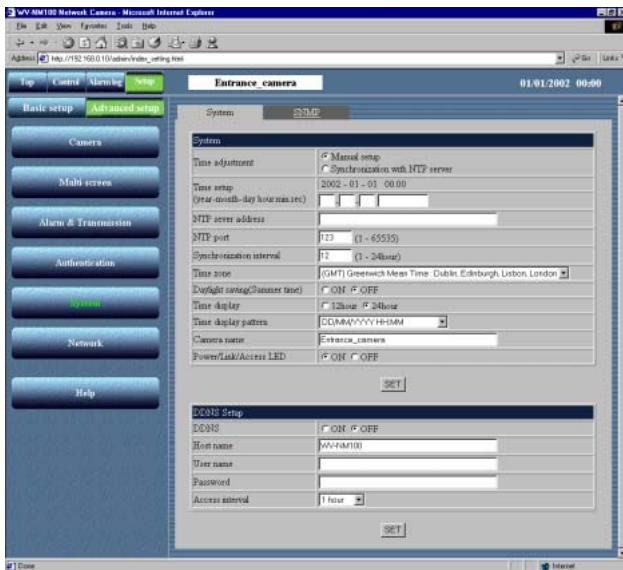 WV-NM100 Network Camera - Microsoft Internet Explorer
File Edit View Favorites Tools Help
Address http://192.168.0.10/admin/index_setting.html Go Links
Top Control Alarm log Setup Entrance_camera 01/01/2002 00:00
Basic setup Advanced setup
System SNMP
Camera
Multi screen
Alarm & Transmission
Authentication
System
Network
Help
System
Time adjustment Manual setup
Synchronization with NTP server
Time setup 2002 - 01 - 01 00:00
(year-month-day hour:min:sec)
NTP sever address
NTP port 123 (1 - 65535)
Synchronization interval 12 (1 - 24hour)
Time zone (GMT) Greenwich Mean Time : Dublin, Edinburgh, Lisbon, London
Daylight saving(Summer time) ON OFF
Time display 12hour 24hour
Time display pattern DD/MM/YYYY HH:MM
Camera name Entrance_camera
Power/Link/Access LED ON OFF
SET
DDNS Setup
DDNS ON OFF
Host name WV-NM100
User name
Password
Access interval 1 hour
SET
Done Internet